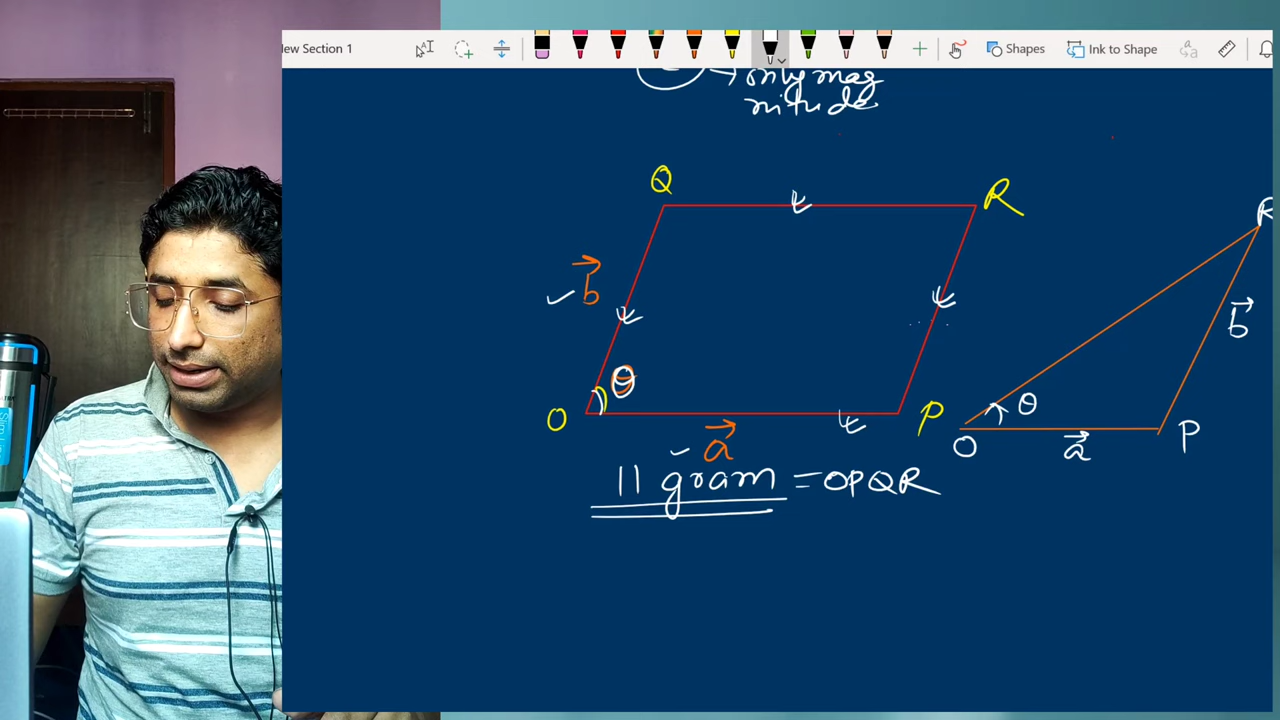 New Section 1
Shapes
Ink to Shape
→ only mag
nitude
Q
R
b
θ
O
a
P
|| gram = OPQR
R
b
θ
O
a
P